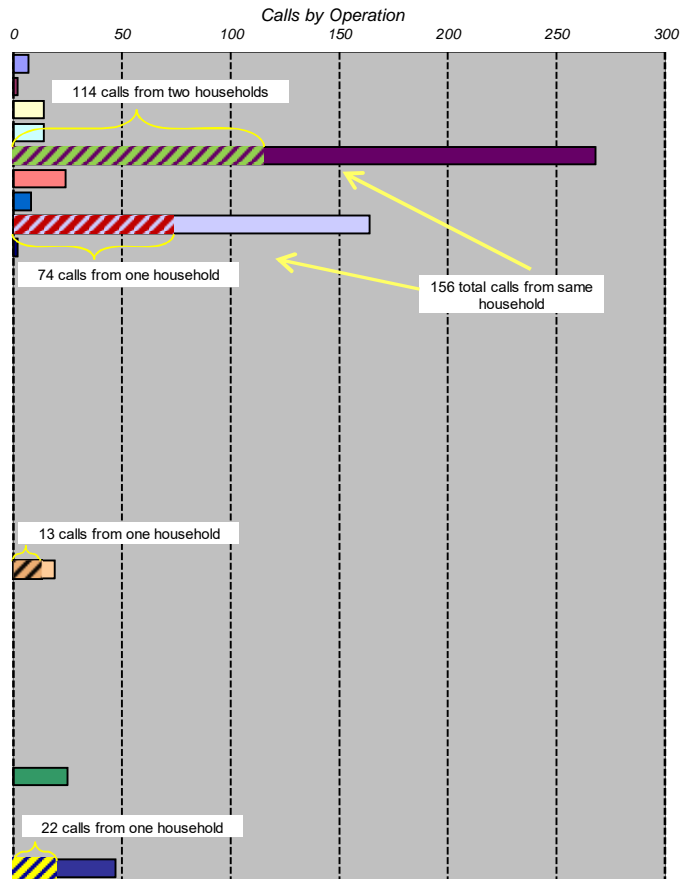 Calls by Operation
0 50 100 150 200 250 300
114 calls from two households
74 calls from one household
156 total calls from same
household
13 calls from one household
22 calls from one household